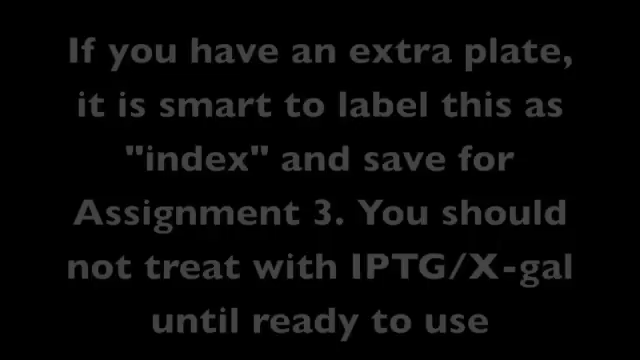 If you have an extra plate,
it is smart to label this as
"index" and save for
Assignment 3. You should
not treat with IPTG/X-gal
until ready to use